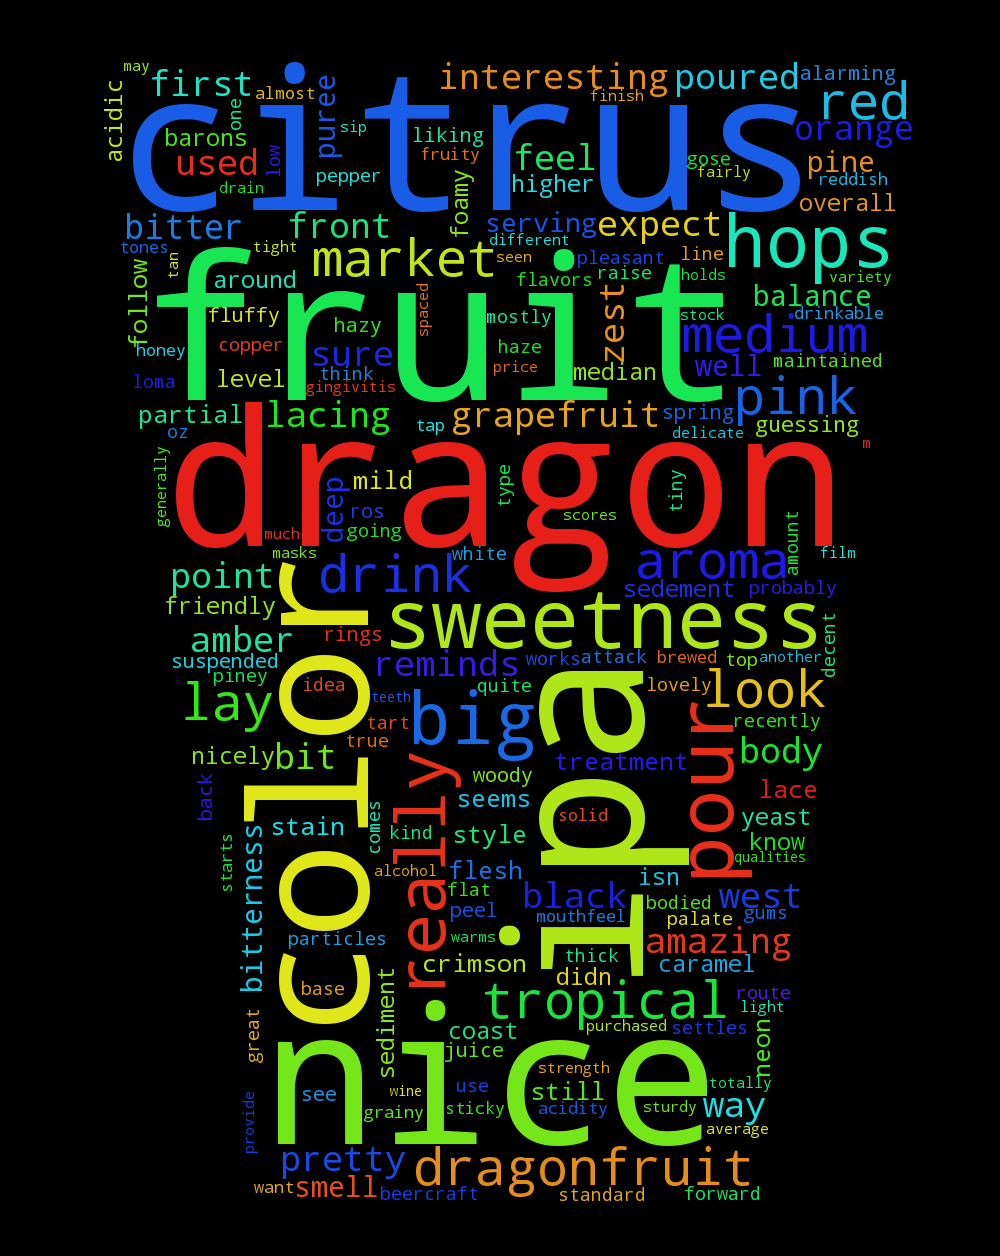 may
first
almost
puree
interesting
finish
poured
alarming
acidic
citrus
one
sip
red
barons
liking
orange
used
low
fruity
feel
gose
fairly
pine
drain
pepper
foamy
higher
reddish
overall
bitter
front
serving
expect
hops
tones
tight
market
different
seen
pleasant
line
follow
tan
around
fruit
flavors
raise
holds
variety
balance
fluffy
hazy
spaced
mostly
zest
stock
drinkable
honey
copper
sure
haze
medium
loma
level
think
gingivitis
price
median
well
maintained
partial
lacing
tap
grapefruit
spring
pink
oz
delicate
guessing
generally
dragon
m
mild
type
tiny
deep
ros
going
scores
amount
much
masks
white
film
point
drink
aroma
friendly
sedement
probably
amber
rings
sweetness
decent
suspended
reminds
works
attack
brewed
top
another
piney
idea
teeth
quite
lovely
look
lay
color
tart
big
ipa
pour
recently
true
nicely
bit
woody
treatment
body
back
really
seems
lace
stain
comes
kind
style
solid
yeast
know
starts
alcohol
flesh
isn
qualities
bitterness
flat
black
west
peel
mouthfeel
bodied
gums
particles
warms
palate
amazing
crimson
thick
caramel
base
didn
sediment
tropical
route
light
great
coast
purchased
settles
neon
juice
nice
strength
totally
see
wine
use
still
way
provide
grainy
sticky
acidity
sturdy
average
pretty
dragonfruit
want
smell
beercraft
standard
forward